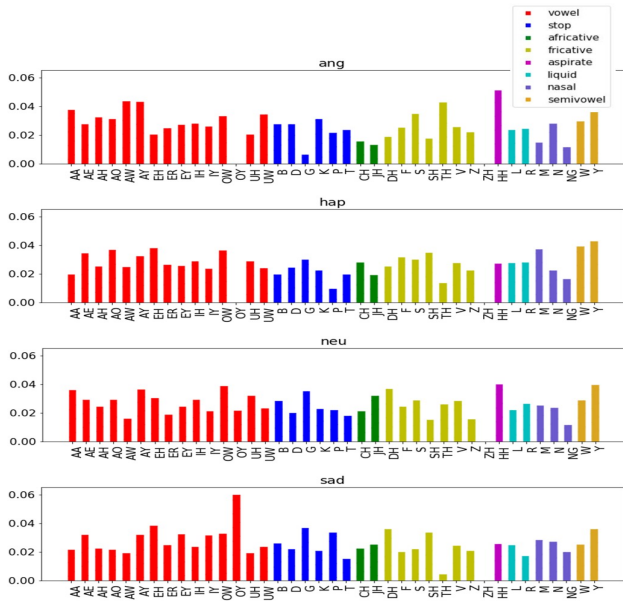 vowel
stop
africative
fricative
aspirate
liquid
nasal
semivowel
ang
0.06
0.04
0.02
0.00
AA AE AH AO AW AY EH ER EY IH IY OW OY UH UW B D G K P T CH JH DH F S SH TH V Z ZH HH L R M N NG W Y
hap
0.06
0.04
0.02
0.00
AA AE AH AO AW AY EH ER EY IH IY OW OY UH UW B D G K P T CH JH DH F S SH TH V Z ZH HH L R M N NG W Y
neu
0.06
0.04
0.02
0.00
AA AE AH AO AW AY EH ER EY IH IY OW OY UH UW B D G K P T CH JH DH F S SH TH V Z ZH HH L R M N NG W Y
sad
0.06
0.04
0.02
0.00
AA AE AH AO AW AY EH ER EY IH IY OW OY UH UW B D G K P T CH JH DH F S SH TH V Z ZH HH L R M N NG W Y